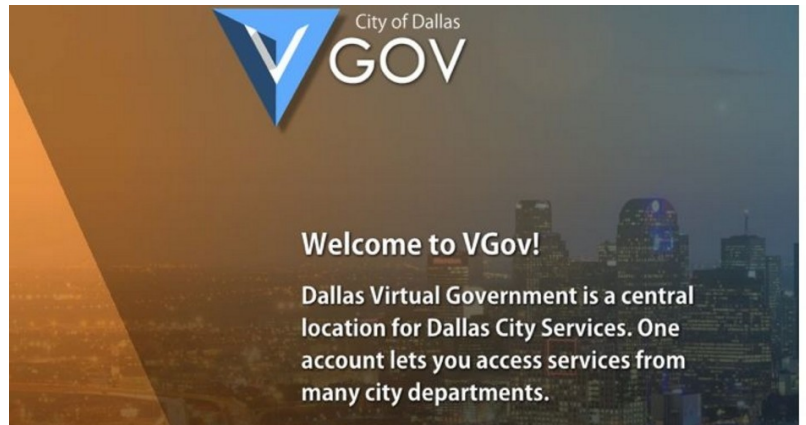 City of Dallas
GOV
Welcome to VGov!
Dallas Virtual Government is a central
location for Dallas City Services. One
account lets you access services from
many city departments.